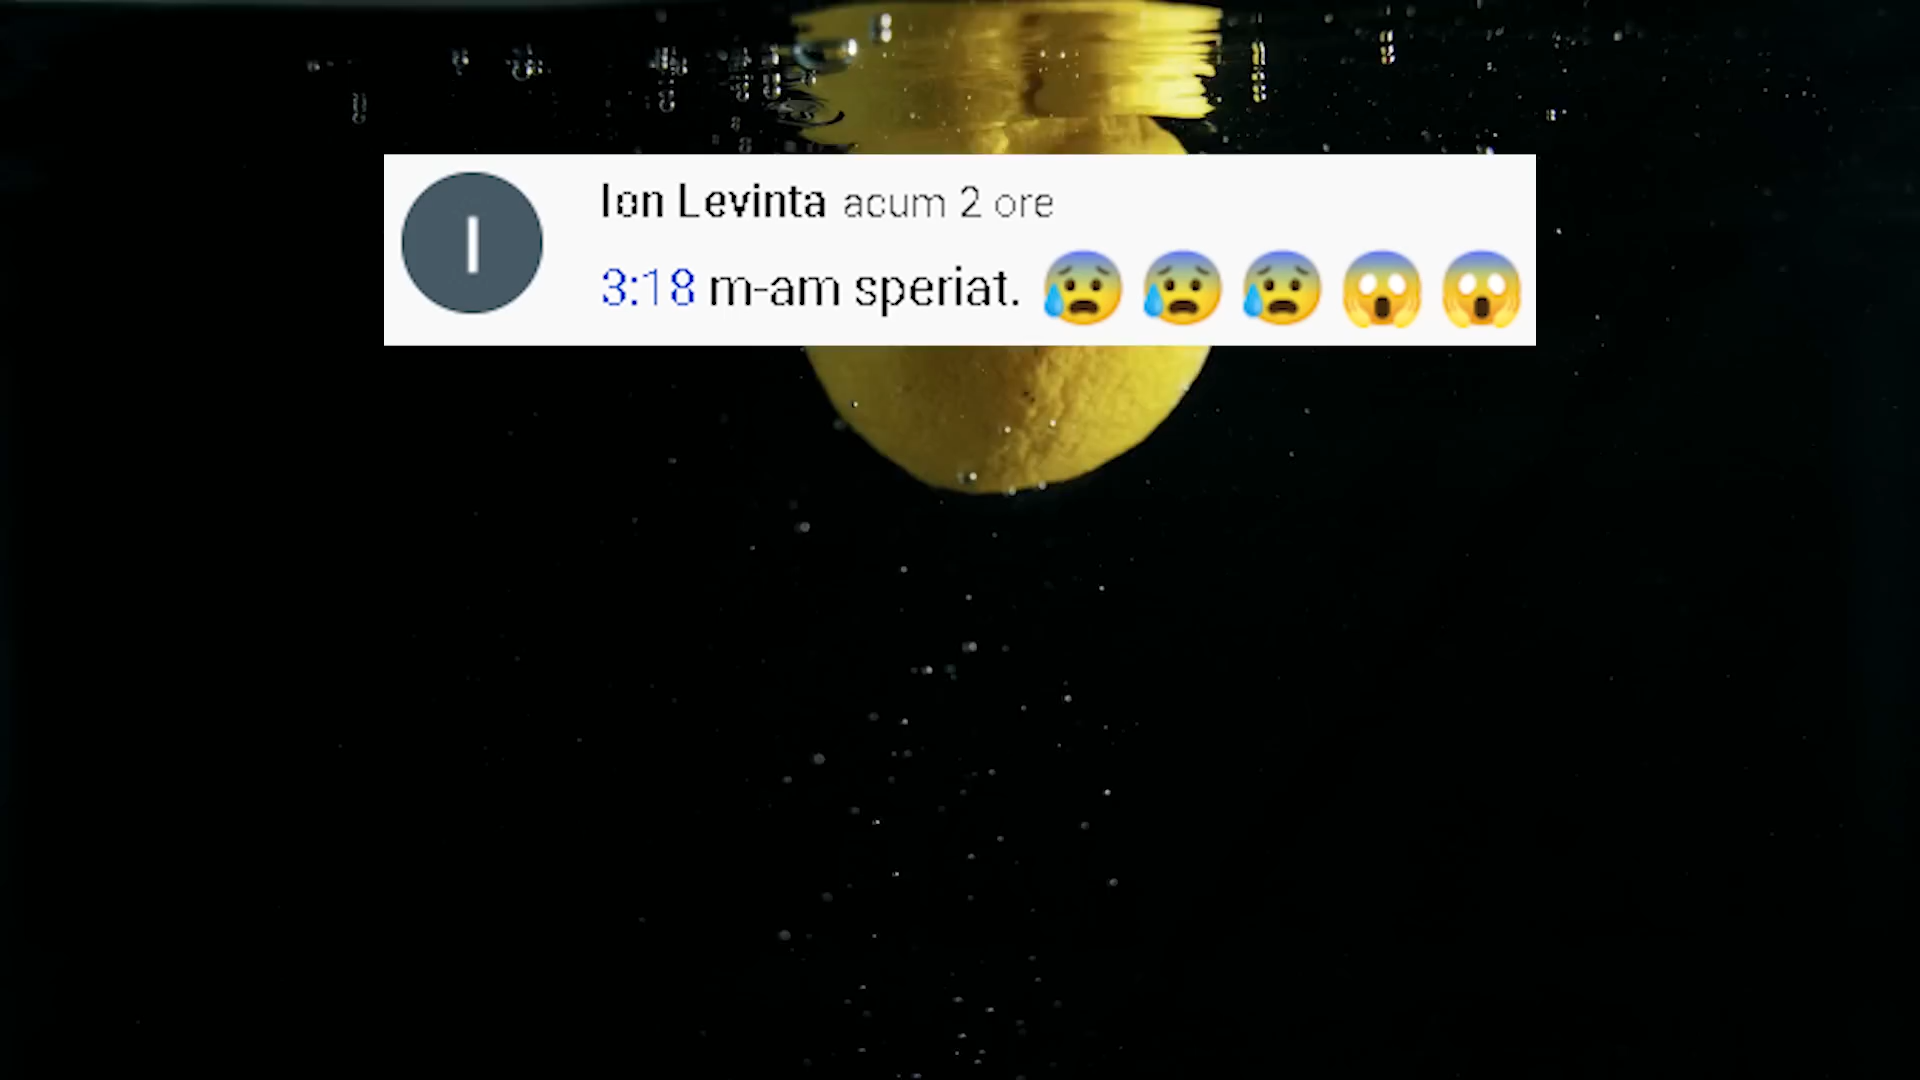 I
Ion Levinta acum 2 ore
3:18 m-am speriat. 😰 😰 😰 😱 😱